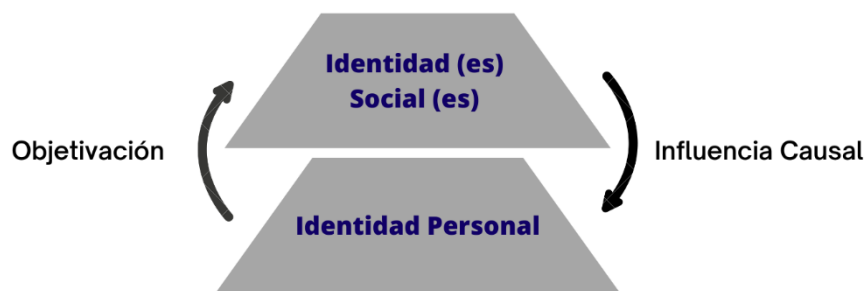 Identidad (es)
Social (es)
Objetivación
Influencia Causal
Identidad Personal